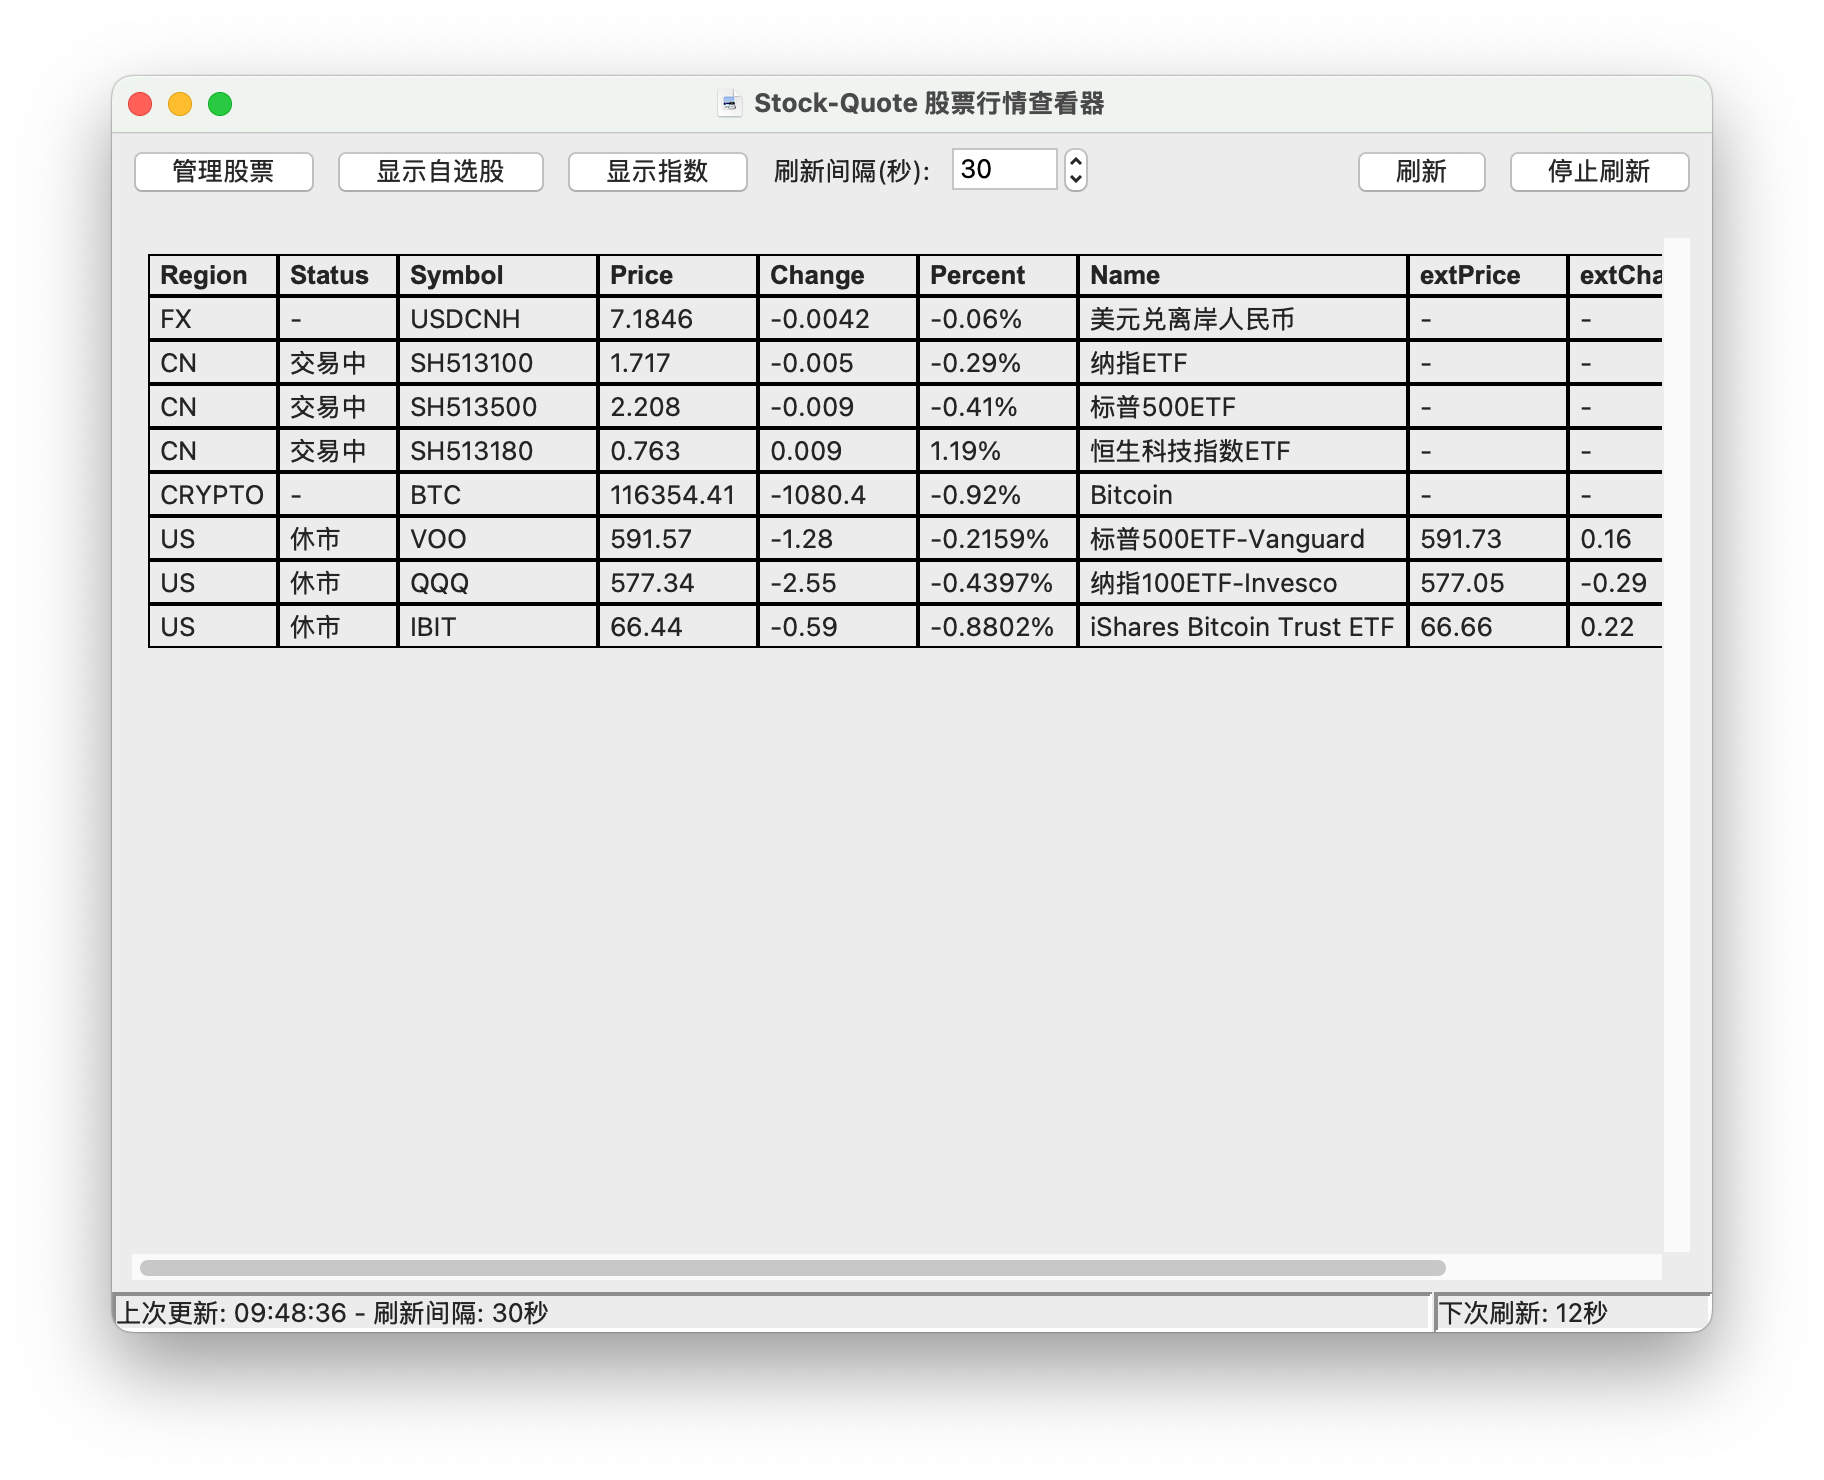 Stock-Quote 股票行情查看器
管理股票 显示自选股 显示指数 刷新间隔(秒): 30 刷新 停止刷新
Region Status Symbol Price Change Percent Name extPrice extCha
FX - USDCNH 7.1846 -0.0042 -0.06% 美元兑离岸人民币 - -
CN 交易中 SH513100 1.717 -0.005 -0.29% 纳指ETF - -
CN 交易中 SH513500 2.208 -0.009 -0.41% 标普500ETF - -
CN 交易中 SH513180 0.763 0.009 1.19% 恒生科技指数ETF - -
CRYPTO - BTC 116354.41 -1080.4 -0.92% Bitcoin - -
US 休市 VOO 591.57 -1.28 -0.2159% 标普500ETF-Vanguard 591.73 0.16
US 休市 QQQ 577.34 -2.55 -0.4397% 纳指100ETF-Invesco 577.05 -0.29
US 休市 IBIT 66.44 -0.59 -0.8802% iShares Bitcoin Trust ETF 66.66 0.22
上次更新: 09:48:36 - 刷新间隔: 30秒 下次刷新: 12秒